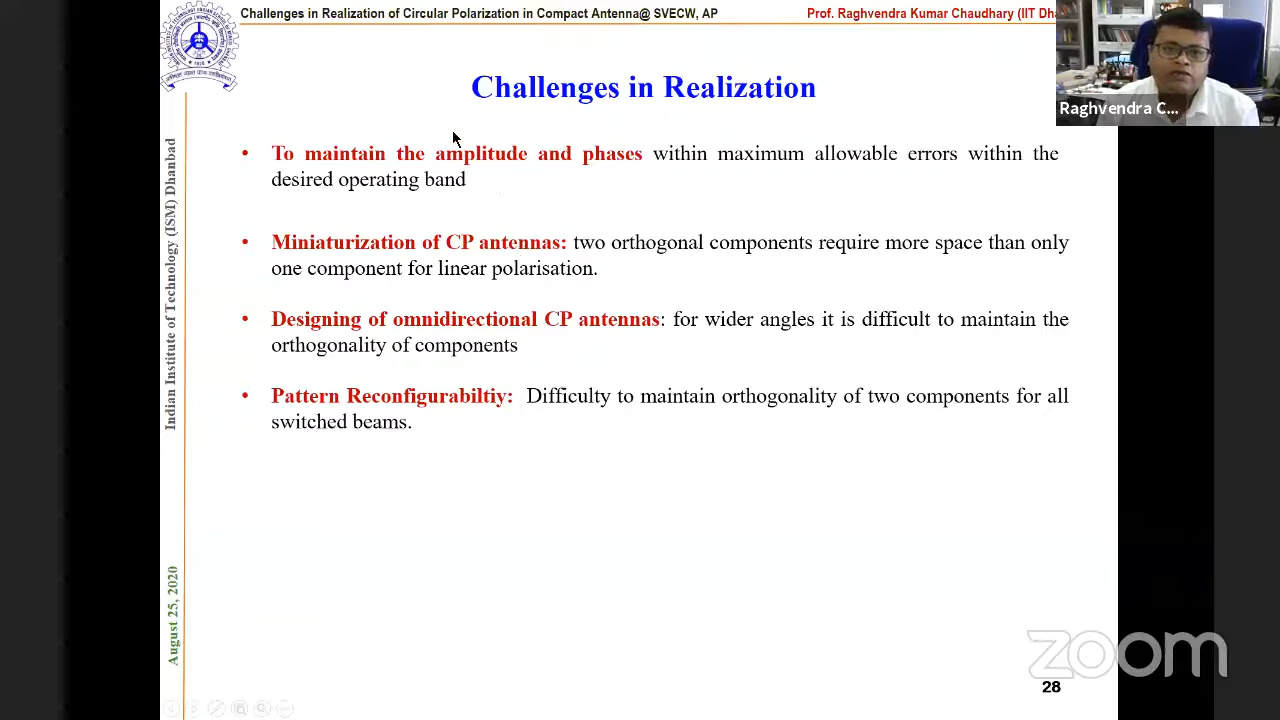 Challenges in Realization of Circular Polarization in Compact Antenna@ SVECW, AP
Prof. Raghvendra Kumar Chaudhary (IIT Dha
Raghvendra C...
Challenges in Realization
• To maintain the amplitude and phases within maximum allowable errors within the
desired operating band
• Miniaturization of CP antennas: two orthogonal components require more space than only
one component for linear polarisation.
• Designing of omnidirectional CP antennas: for wider angles it is difficult to maintain the
orthogonality of components
• Pattern Reconfigurabiltiy: Difficulty to maintain orthogonality of two components for all
switched beams.
Indian Institute of Technology (ISM) Dhanbad
August 25, 2020
zoom
28